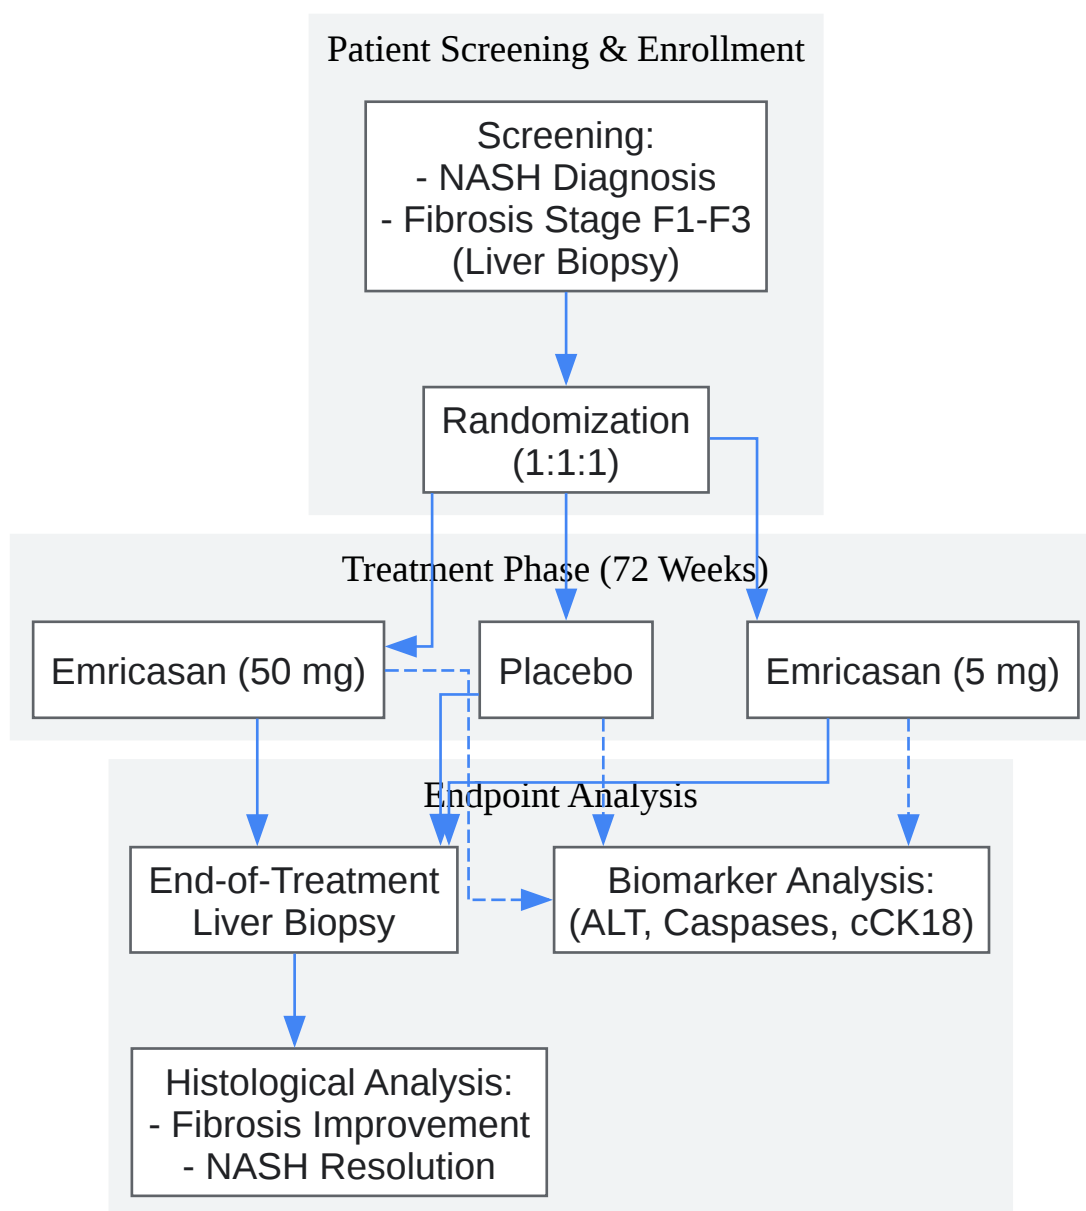 Patient Screening & Enrollment
Screening:
- NASH Diagnosis
- Fibrosis Stage F1-F3
(Liver Biopsy)
Randomization
(1:1:1)
Treatment Phase (72 Weeks)
Emricasan (50 mg)
Placebo
Emricasan (5 mg)
Endpoint Analysis
End-of-Treatment
Liver Biopsy
Biomarker Analysis:
(ALT, Caspases, cCK18)
Histological Analysis:
- Fibrosis Improvement
- NASH Resolution